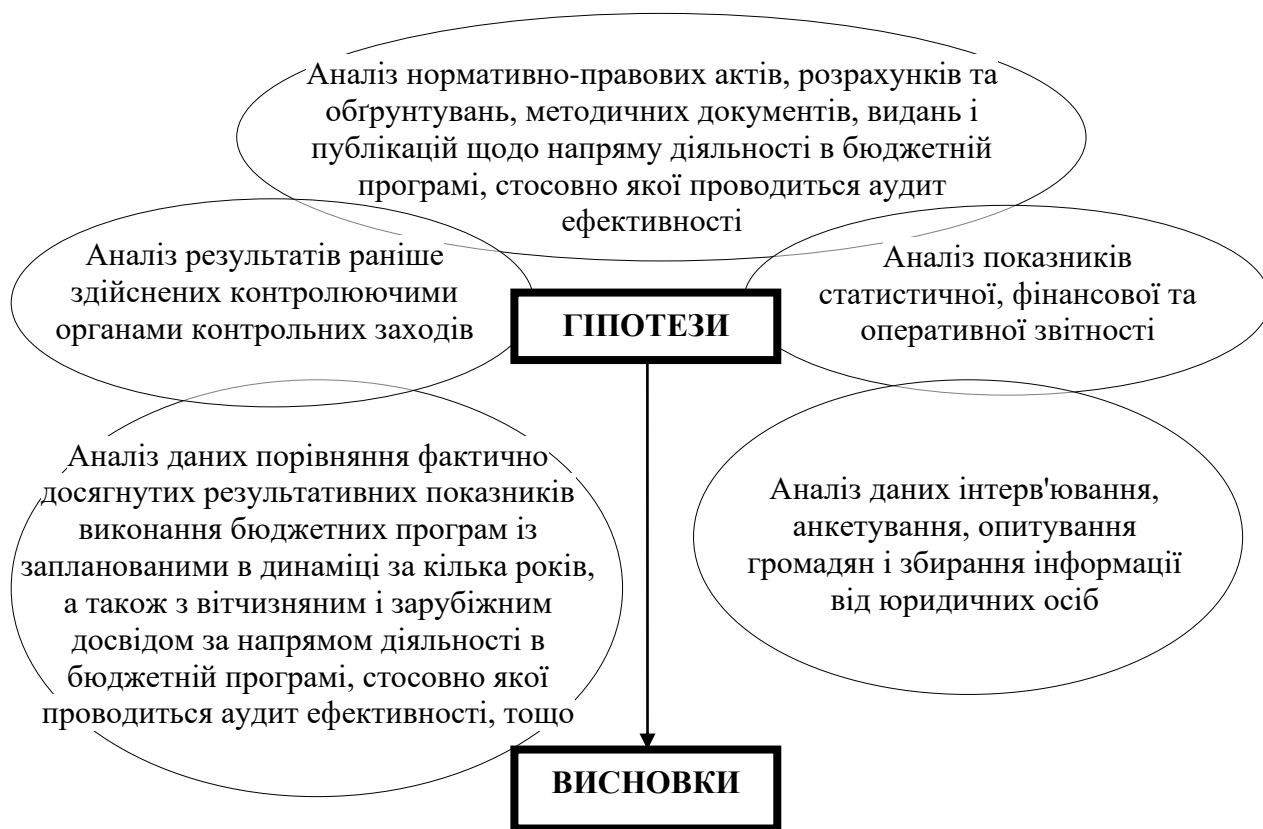 Аналіз нормативно-правових актів, розрахунків та
обґрунтувань, методичних документів, видань і
публікацій щодо напряму діяльності в бюджетній
програмі, стосовно якої проводиться аудит
ефективності
Аналіз результатів раніше
здійснених контролюючими
органами контрольних заходів
ГІПОТЕЗИ
Аналіз показників
статистичної, фінансової та
оперативної звітності
Аналіз даних порівняння фактично
досягнутих результативних показників
виконання бюджетних програм із
запланованими в динаміці за кілька років,
а також з вітчизняним і зарубіжним
досвідом за напрямом діяльності в
бюджетній програмі, стосовно якої
проводиться аудит ефективності, тощо
Аналіз даних інтерв'ювання,
анкетування, опитування
громадян і збирання інформації
від юридичних осіб
ВИСНОВКИ